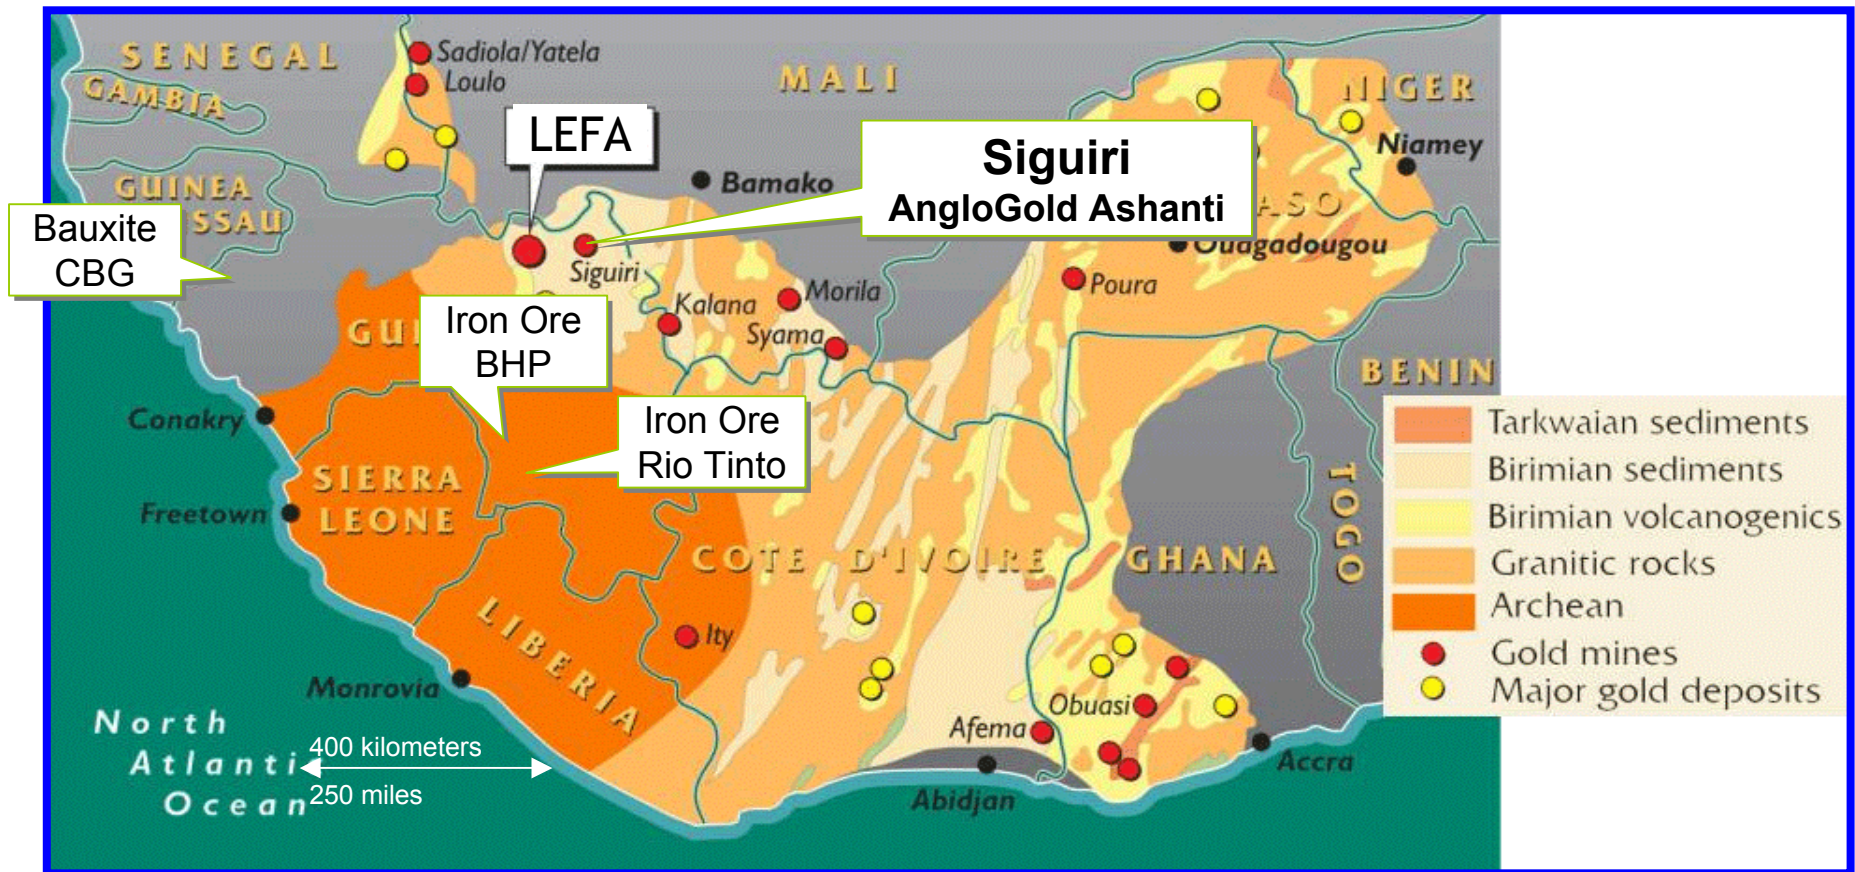 SENEGAL
GAMBIA
Sadiola/Yatela
Loulo
MALI
NIGER
Niamey
LEFA
Siguiri
AngloGold Ashanti
Bamako
GUINEA
SSAU
ASO
Ouagadougou
Bauxite
CBG
Siguiri
Kalana
Morila
Syama
Poura
GUI
Iron Ore
BHP
BENIN
Conakry
Iron Ore
Rio Tinto
SIERRA
LEONE
Freetown
COTE D'IVOIRE
GHANA
TOGO
Tarkwaian sediments
Birimian sediments
Birimian volcanogenics
Granitic rocks
Archean
Gold mines
Major gold deposits
LIBERIA
Ity
Monrovia
Obuasi
Afema
Accra
Abidjan
North
Atlanti
Ocean
400 kilometers
250 miles